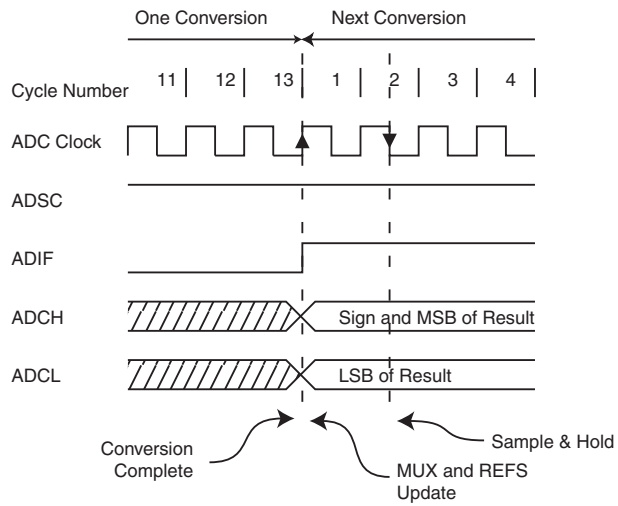 One Conversion Next Conversion
Cycle Number 11 12 13 1 2 3 4
ADC Clock
ADSC
ADIF
ADCH Sign and MSB of Result
ADCL LSB of Result
Conversion
Complete
MUX and REFS
Update
Sample & Hold